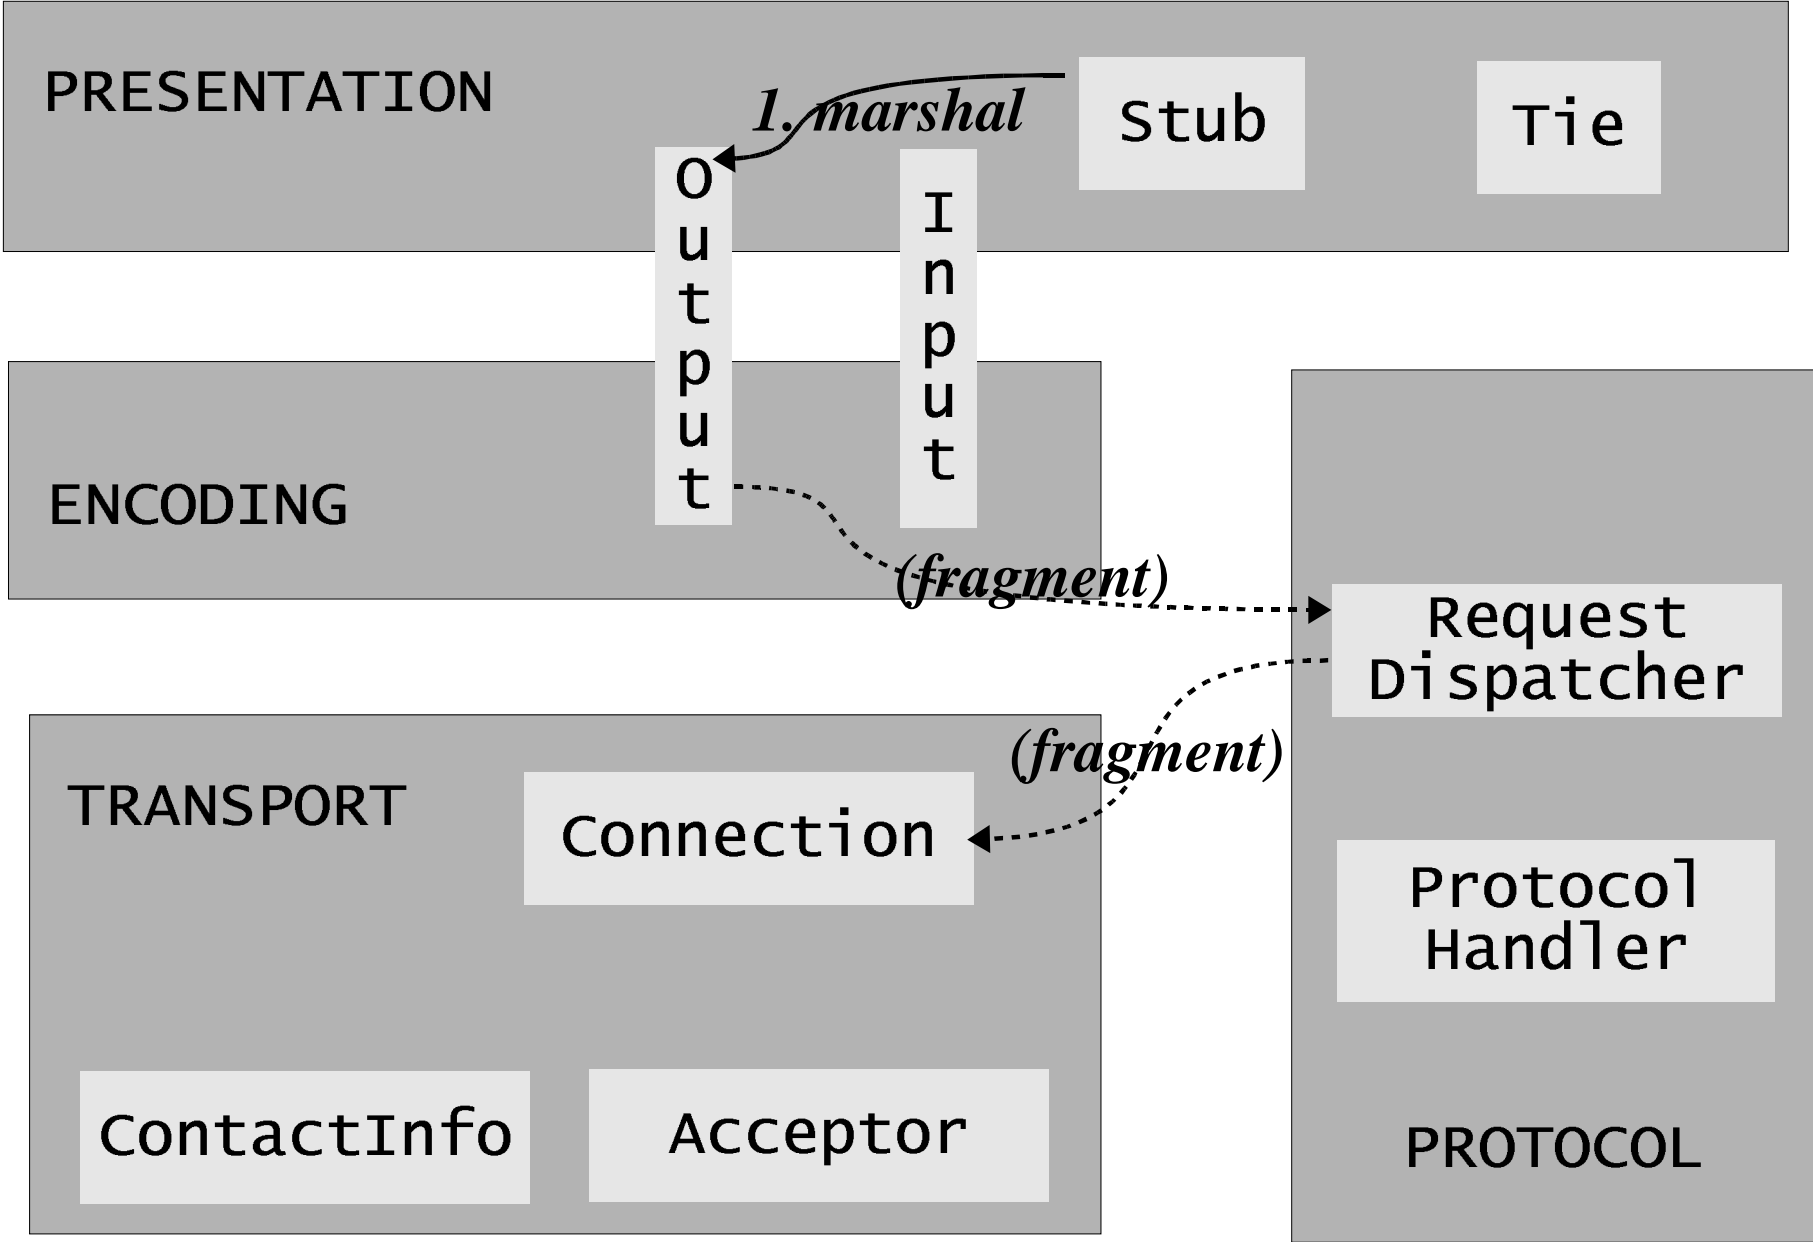 PRESENTATION
1. marshal
Stub
Tie
Output
Input
ENCODING
(fragment)
Request
Dispatcher
(fragment)
TRANSPORT
Connection
Protocol
Handler
ContactInfo
Acceptor
PROTOCOL